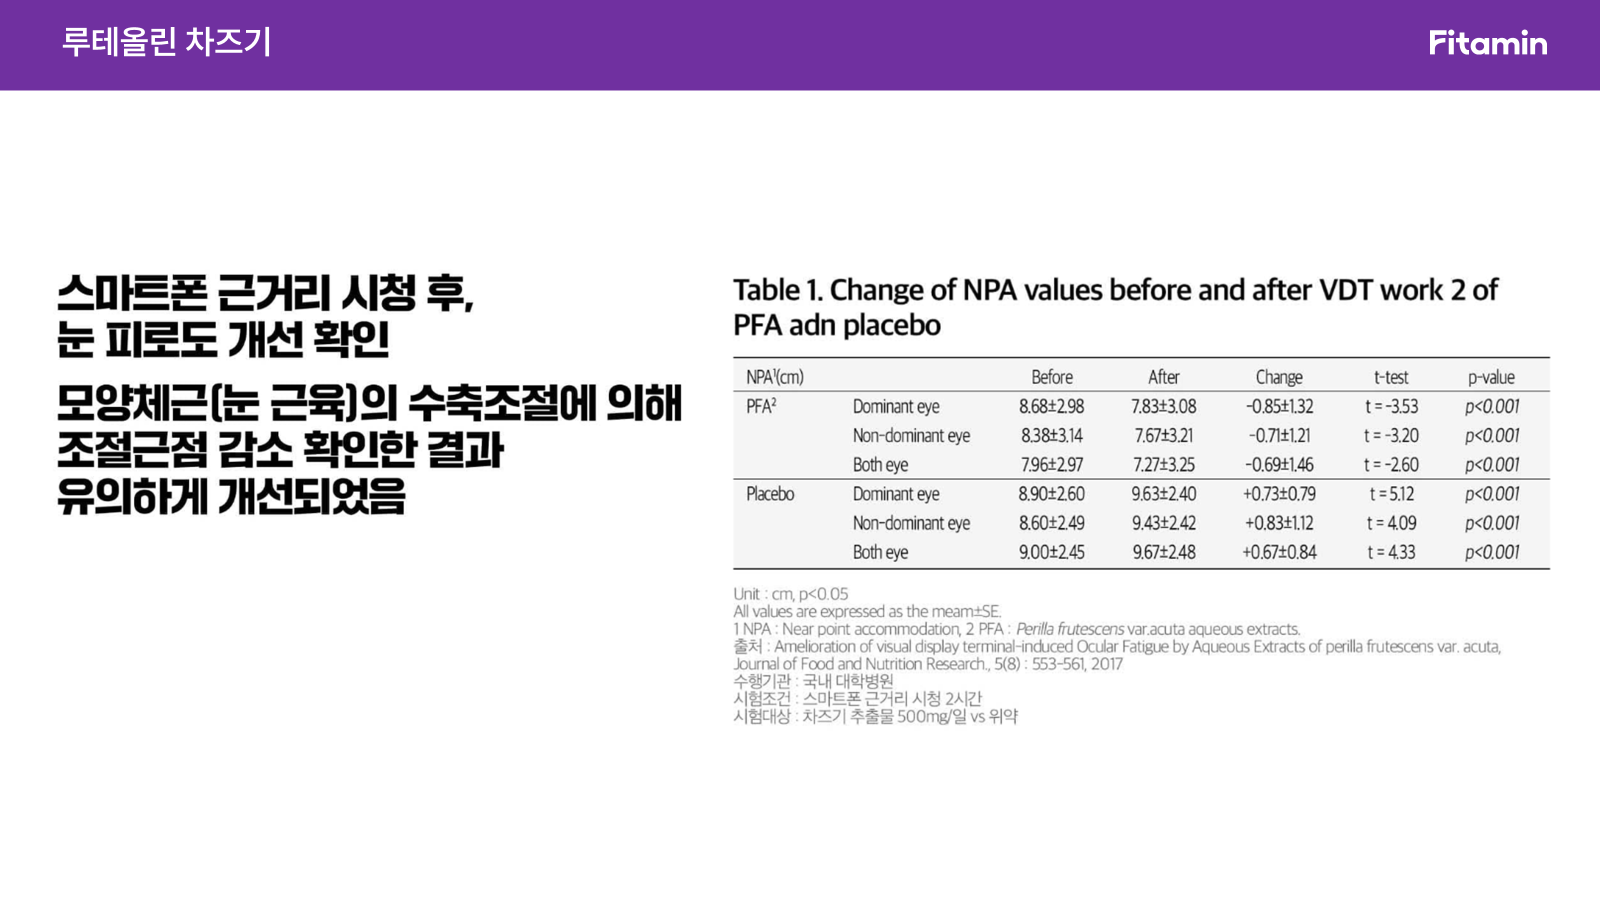 루테올린 차즈기
Fitamin
스마트폰 근거리 시청 후,
눈 피로도 개선 확인
모양체근(눈 근육)의 수축조절에 의해
조절근점 감소 확인한 결과
유의하게 개선되었음
Table 1. Change of NPA values before and after VDT work 2 of
PFA adn placebo
NPA¹(cm) Before After Change t-test p-value
PFA² Dominant eye 8.68±2.98 7.83±3.08 -0.85±1.32 t = -3.53 p<0.001
Non-dominant eye 8.38±3.14 7.67±3.21 -0.71±1.21 t = -3.20 p<0.001
Both eye 7.96±2.97 7.27±3.25 -0.69±1.46 t = -2.60 p<0.001
Placebo Dominant eye 8.90±2.60 9.63±2.40 +0.73±0.79 t = 5.12 p<0.001
Non-dominant eye 8.60±2.49 9.43±2.42 +0.83±1.12 t = 4.09 p<0.001
Both eye 9.00±2.45 9.67±2.48 +0.67±0.84 t = 4.33 p<0.001
Unit : cm, p<0.05
All values are expressed as the meam±SE.
1 NPA : Near point accommodation, 2 PFA : Perilla frutescens var.acuta aqueous extracts.
출처 : Amelioration of visual display terminal-induced Ocular Fatigue by Aqueous Extracts of perilla frutescens var. acuta,
Journal of Food and Nutrition Research., 5(8) : 553-561, 2017
수행기관 : 국내 대학병원
시험조건 : 스마트폰 근거리 시청 2시간
시험대상 : 차즈기 추출물 500mg/일 vs 위약